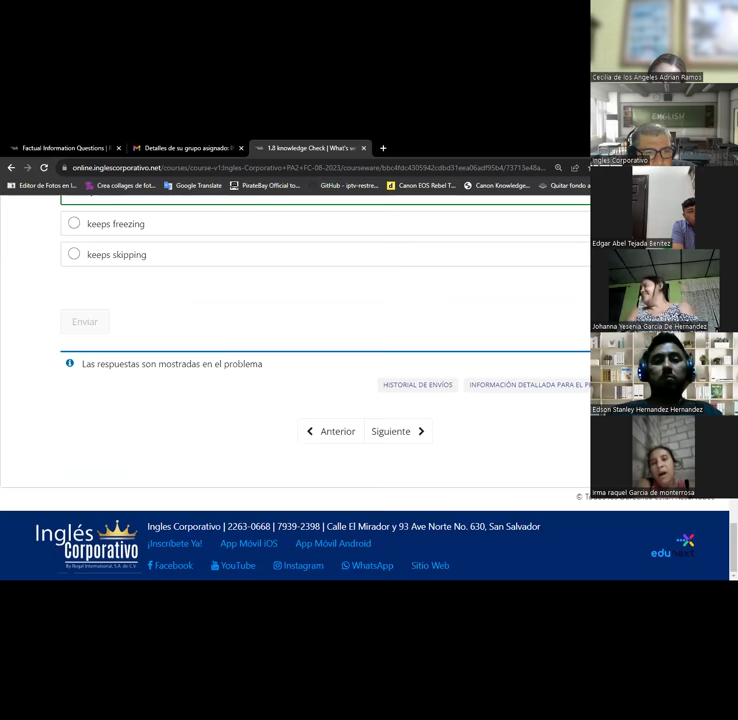 Factual Information Questions |
Detalles de su grupo asignado:
1.8 knowledge Check | What's w
online.inglescorporativo.net/courses/course-v1:Ingles-Corporativo+PA2+FC-08-2023/courseware/bbc4fdc4305942cdbd31eea06adf95b4/73713e48a...
Editor de Fotos en l...
Crea collages de fot...
Google Translate
PirateBay Official to...
GitHub - iptv-restre...
Canon EOS Rebel T...
Canon Knowledge...
Quitar fondo a
keeps freezing
keeps skipping
Enviar
Las respuestas son mostradas en el problema
HISTORIAL DE ENVÍOS
INFORMACIÓN DETALLADA PARA EL
Anterior
Siguiente
Inglés Corporativo
By Regal International, S.A. de C.V.
Ingles Corporativo | 2263-0668 | 7939-2398 | Calle El Mirador y 93 Ave Norte No. 630, San Salvador
¡Inscríbete Ya!
App Móvil iOS
App Móvil Android
Facebook
YouTube
Instagram
WhatsApp
Sitio Web
edunext
Cecilia de los Angeles Adrian Ramos
ENGLISH
Ingles Corporativo
Edgar Abel Tejada Benitez
Johanna Yesenia Garcia De Hernandez
Edson Stanley Hernandez Hernandez
Irma raquel Garcia de monterrosa